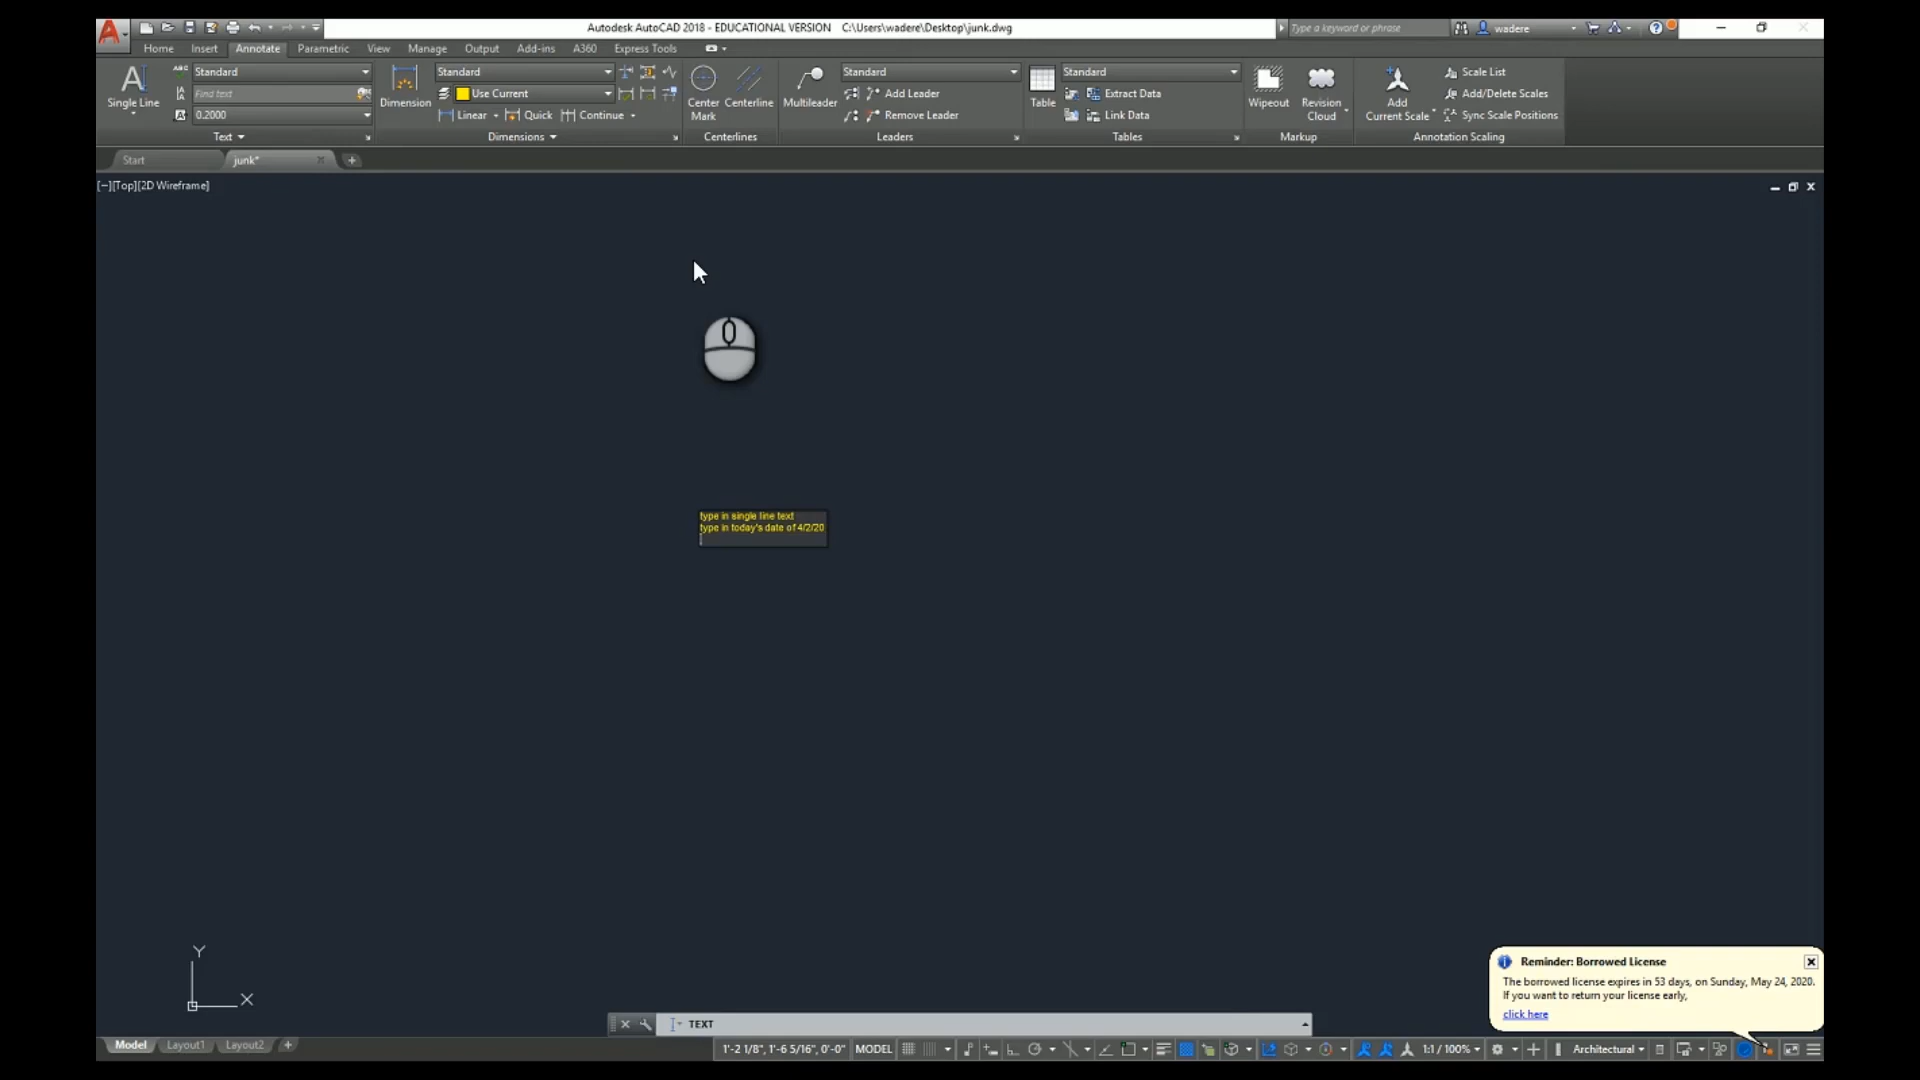 Autodesk AutoCAD 2018 - EDUCATIONAL VERSION C:\Users\wadere\Desktop\junk.dwg
Type a keyword or phrase
wadere
Home Insert Annotate Parametric View Manage Output Add-ins A360 Express Tools
Single Line
Standard
Find text
0.2000
Text
Dimension
Standard
Use Current
Linear Quick Continue
Dimensions
Center Mark
Centerline
Centerlines
Multileader
Standard
Add Leader
Remove Leader
Leaders
Table
Standard
Extract Data
Link Data
Tables
Wipeout
Revision Cloud
Markup
Add Current Scale
Scale List
Add/Delete Scales
Sync Scale Positions
Annotation Scaling
Start junk*
[−][Top][2D Wireframe]
type in single line text
type in today's date of 4/2/20
Y
X
Reminder: Borrowed License
The borrowed license expires in 53 days, on Sunday, May 24, 2020.
If you want to return your license early,
click here
TEXT
Model Layout1 Layout2
1'-2 1/8", 1'-6 5/16", 0'-0" MODEL 1:1 / 100% Architectural